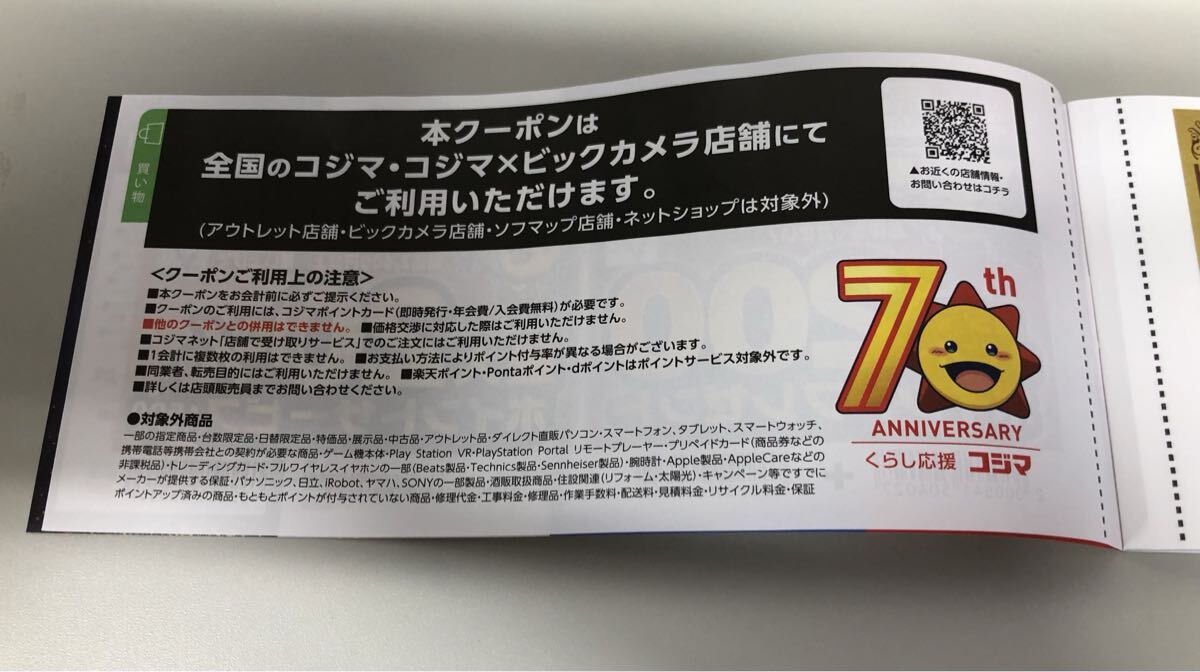 買い物
本クーポンは
全国のコジマ・コジマ×ビックカメラ店舗にて
ご利用いただけます。
(アウトレット店舗・ビックカメラ店舗・ソフマップ店舗・ネットショップは対象外)
▲お近くの店舗情報・
お問い合わせはコチラ
<クーポンご利用上の注意>
■本クーポンをお会計前に必ずご提示ください。
■クーポンのご利用には、コジマポイントカード(即時発行・年会費/入会費無料)が必要です。
■他のクーポンとの併用はできません。 ■価格交渉に対応した際はご利用いただけません。
■コジマネット「店舗で受け取りサービス」でのご注文にはご利用いただけません。
■1会計に複数枚の利用はできません。 ■お支払い方法によりポイント付与率が異なる場合がございます。
■同業者、転売目的にはご利用いただけません。 ■楽天ポイント・Pontaポイント・dポイントはポイントサービス対象外です。
■詳しくは店頭販売員までお問い合わせください。
●対象外商品
一部の指定商品・台数限定品・日替限定品・特価品・展示品・中古品・アウトレット品・ダイレクト直販パソコン・スマートフォン、タブレット、スマートウォッチ、
携帯電話等携帯会社との契約が必要な商品・ゲーム機本体・Play Station VR・PlayStation Portal リモートプレーヤー・プリペイドカード(商品券などの
非課税品)・トレーディングカード・フルワイヤレスイヤホンの一部(Beats製品・Technics製品・Sennheiser製品)・腕時計・Apple製品・AppleCareなどの
メーカーが提供する保証・パナソニック、日立、iRobot、ヤマハ、SONYの一部製品・酒販取扱商品・住設関連(リフォーム・太陽光)・キャンペーン等ですでに
ポイントアップ済みの商品・もともとポイントが付与されていない商品・修理代金・工事料金・修理品・作業手数料・配送料・見積料金・リサイクル料金・保証
70th
ANNIVERSARY
くらし応援 コジマ